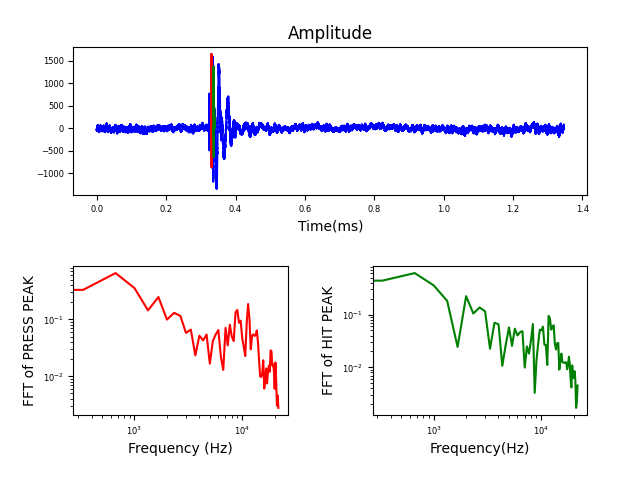 Amplitude
1500
1000
500
0
−500
−1000
0.0 0.2 0.4 0.6 0.8 1.0 1.2 1.4
Time(ms)
FFT of PRESS PEAK
10⁻¹
10⁻²
10³ 10⁴
Frequency (Hz)
FFT of HIT PEAK
10⁻¹
10⁻²
10³ 10⁴
Frequency(Hz)